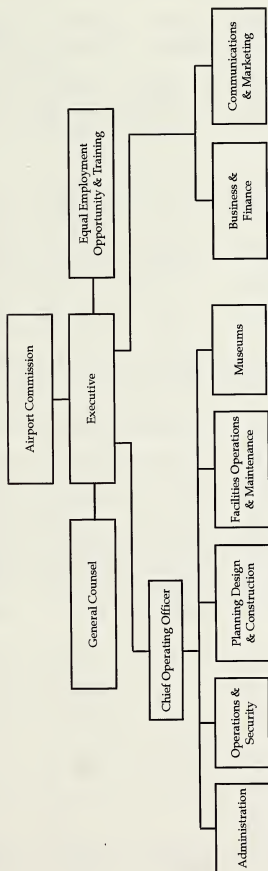 Airport Commission
General Counsel
Executive
Equal Employment
Opportunity & Training
Chief Operating Officer
Administration
Operations &
Security
Planning Design
& Construction
Facilities Operations
& Maintenance
Museums
Business &
Finance
Communications
& Marketing